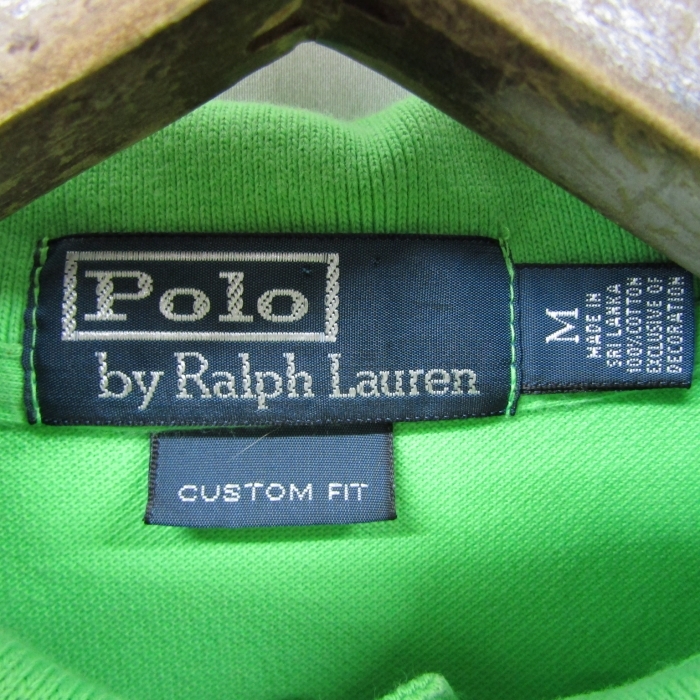 Polo
by Ralph Lauren
CUSTOM FIT
M
MADE IN
SRI LANKA
100%COTTON
EXCLUSIVE OF
DECORATION